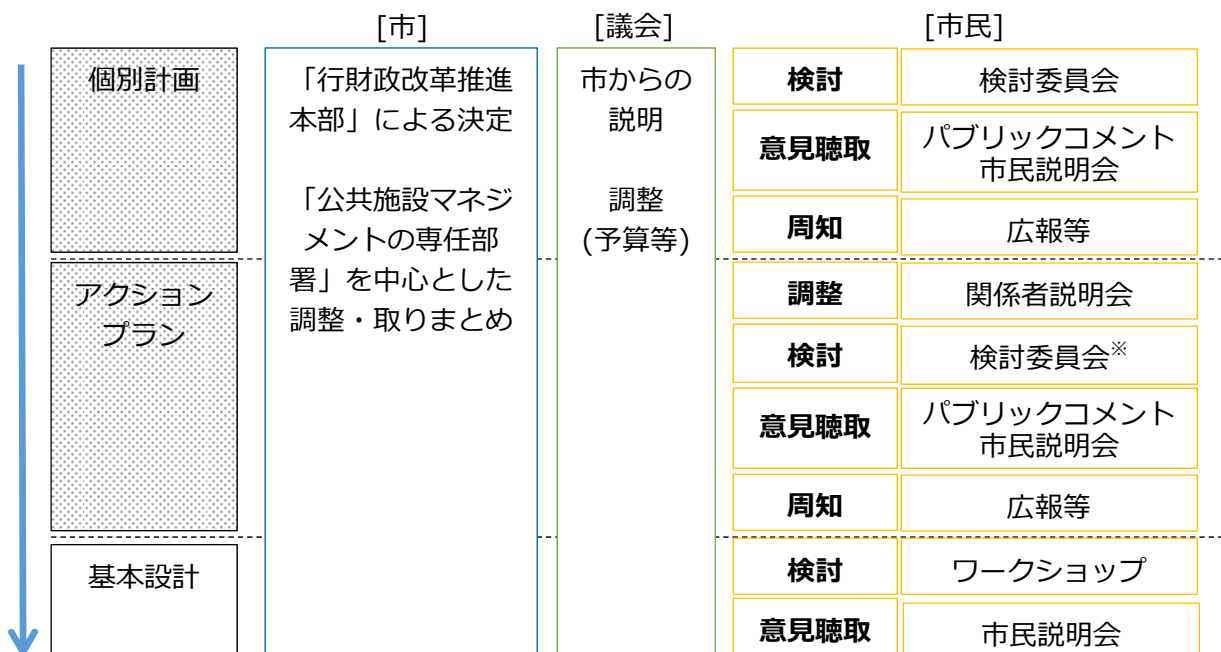 [市]
[議会]
[市民]
個別計画
「行財政改革推進
本部」による決定
「公共施設マネジ
メントの専任部
署」を中心とした
調整・取りまとめ
市からの
説明
調整
(予算等)
検討
検討委員会
意見聴取
パブリックコメント
市民説明会
周知
広報等
アクション
プラン
調整
関係者説明会
検討
検討委員会※
意見聴取
パブリックコメント
市民説明会
周知
広報等
基本設計
検討
ワークショップ
意見聴取
市民説明会